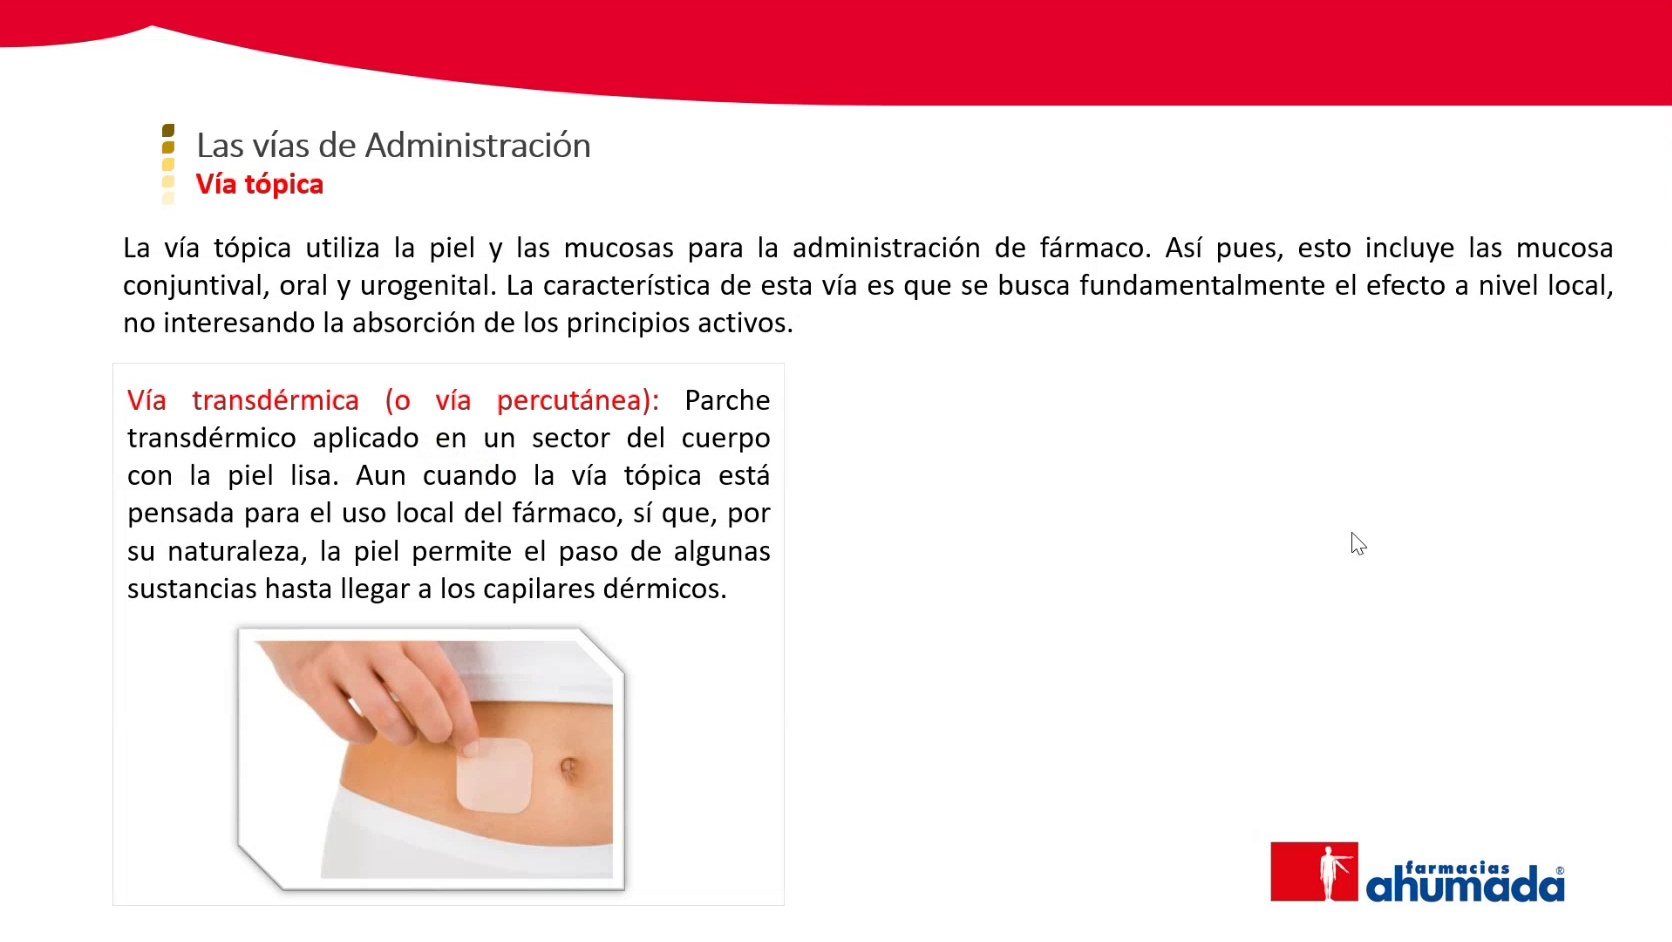 Las vías de Administración
Vía tópica
La vía tópica utiliza la piel y las mucosas para la administración de fármaco. Así pues, esto incluye las mucosa
conjuntival, oral y urogenital. La característica de esta vía es que se busca fundamentalmente el efecto a nivel local,
no interesando la absorción de los principios activos.
Vía transdérmica (o vía percutánea): Parche
transdérmico aplicado en un sector del cuerpo
con la piel lisa. Aun cuando la vía tópica está
pensada para el uso local del fármaco, sí que, por
su naturaleza, la piel permite el paso de algunas
sustancias hasta llegar a los capilares dérmicos.
farmacias
ahumada®